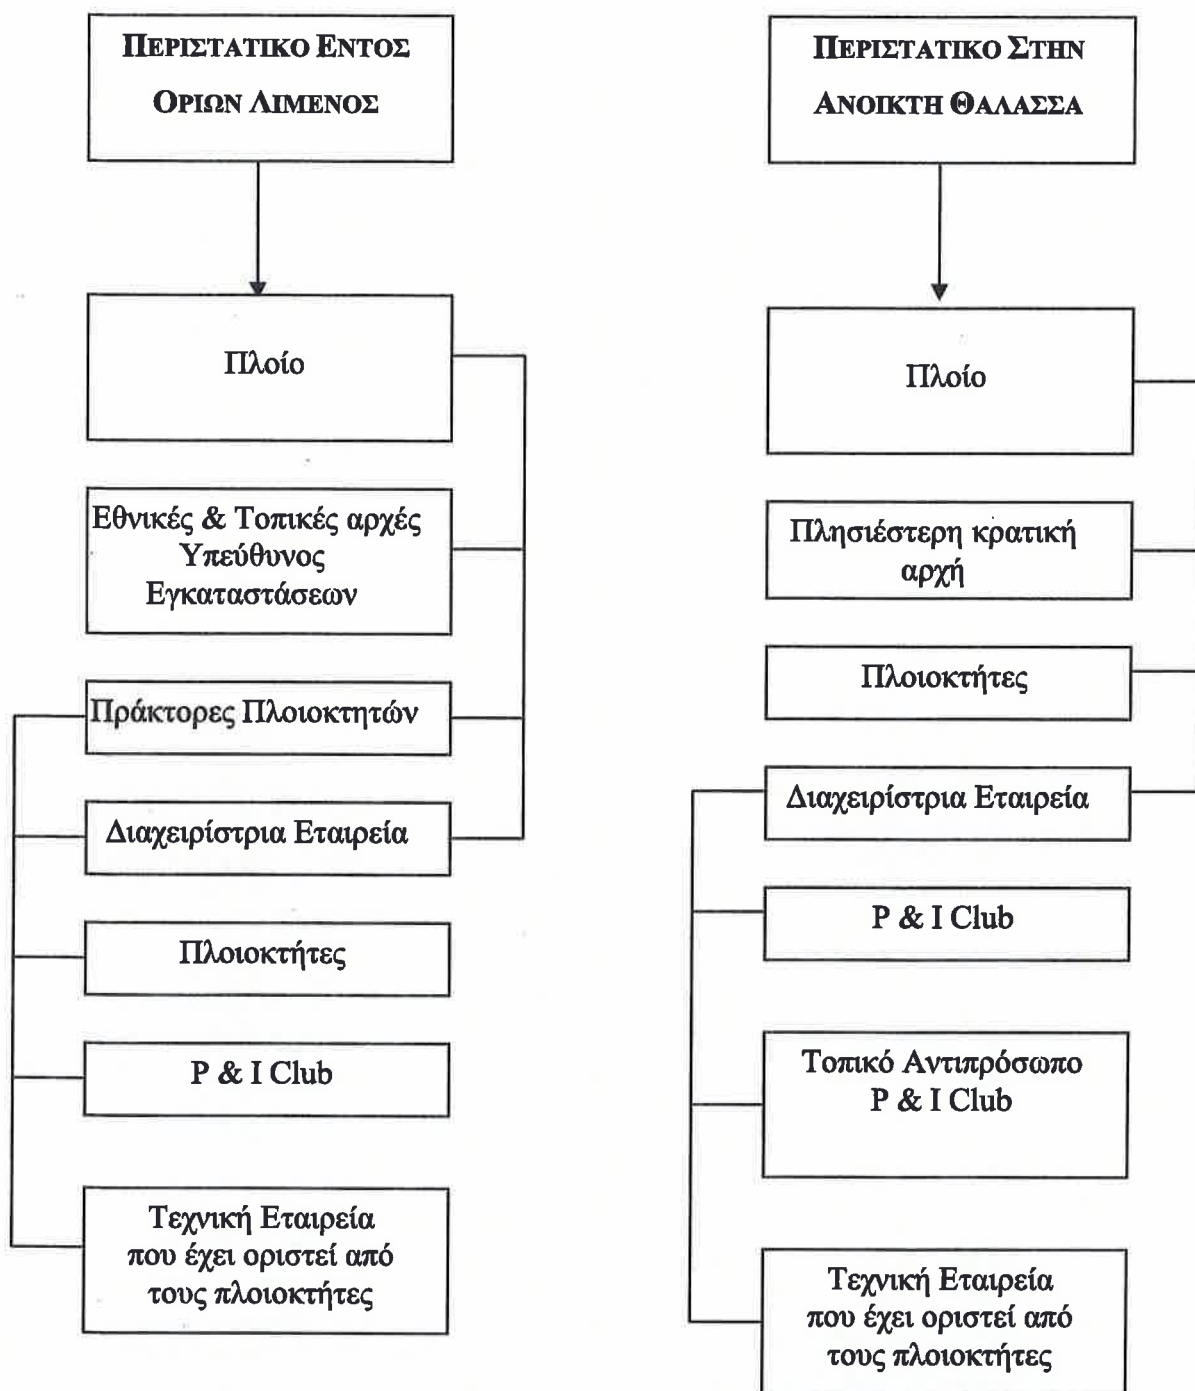 ΠΕΡΙΣΤΑΤΙΚΟ ΕΝΤΟΣ
ΟΡΙΩΝ ΛΙΜΕΝΟΣ
Πλοίο
Εθνικές & Τοπικές αρχές
Υπεύθυνος
Εγκαταστάσεων
Πράκτορες Πλοιοκτητών
Διαχειρίστρια Εταιρεία
Πλοιοκτήτες
P & I Club
Τεχνική Εταιρεία
που έχει οριστεί από
τους πλοιοκτήτες
ΠΕΡΙΣΤΑΤΙΚΟ ΣΤΗΝ
ΑΝΟΙΚΤΗ ΘΑΛΑΣΣΑ
Πλοίο
Πλησιέστερη κρατική
αρχή
Πλοιοκτήτες
Διαχειρίστρια Εταιρεία
P & I Club
Τοπικό Αντιπρόσωπο
P & I Club
Τεχνική Εταιρεία
που έχει οριστεί από
τους πλοιοκτήτες